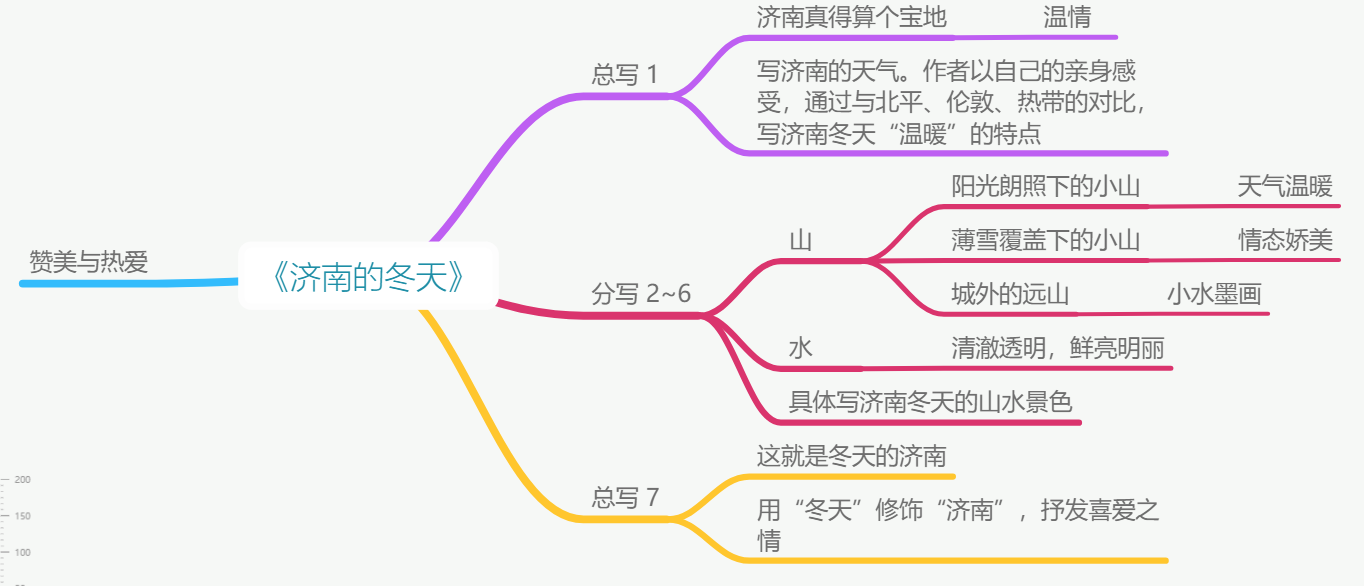 济南真得算个宝地
温情
总写 1
写济南的天气。作者以自己的亲身感
受，通过与北平、伦敦、热带的对比，
写济南冬天“温暖”的特点
阳光朗照下的小山
天气温暖
山
薄雪覆盖下的小山
情态娇美
赞美与热爱
《济南的冬天》
分写 2~6
城外的远山
小水墨画
水
清澈透明，鲜亮明丽
具体写济南冬天的山水景色
这就是冬天的济南
总写 7
用“冬天”修饰“济南”，抒发喜爱之
情
200
150
100